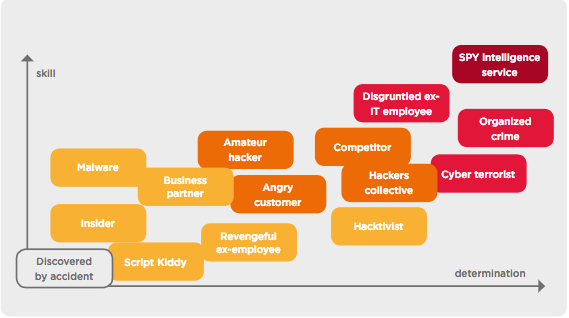 SPY Intelligence
service
skill
Disgruntled ex-
IT employee
Organized
crime
Amateur
hacker
Competitor
Malware
Business
partner
Angry
customer
Hackers
collective
Cyber terrorist
Insider
Revengeful
ex-employee
Hacktivist
Discovered
by accident
Script Kiddy
determination